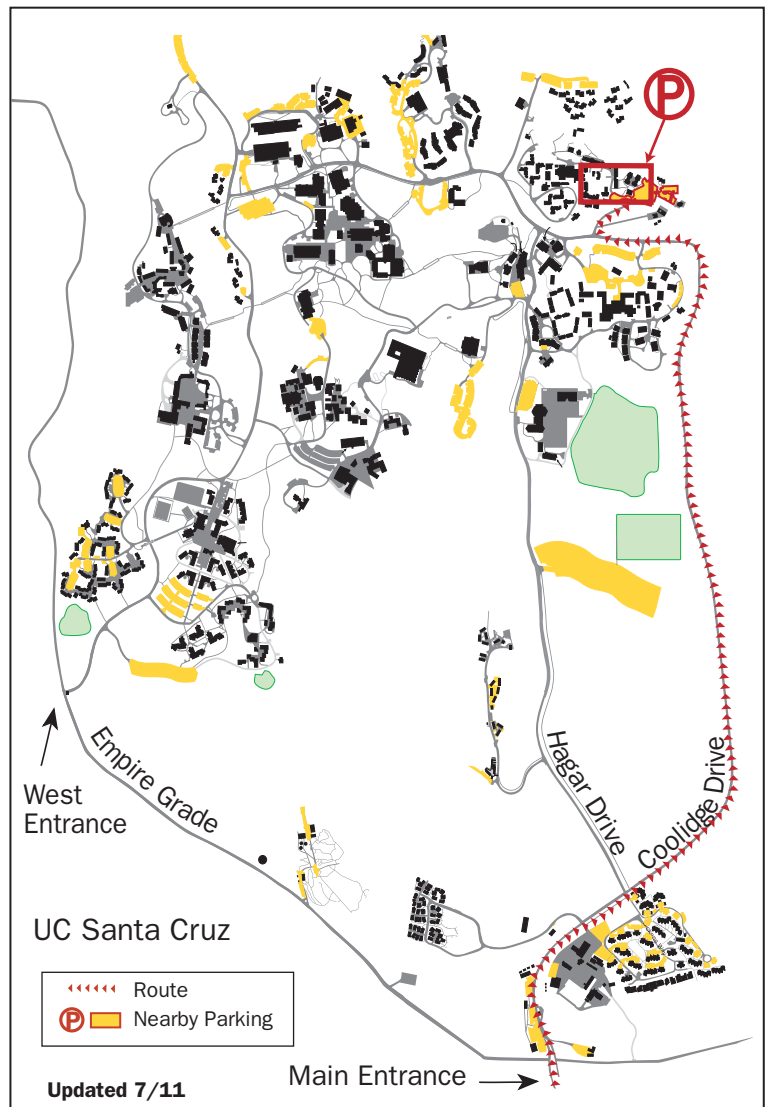 P
West
Entrance
Empire Grade
Hagar Drive
Coolidge Drive
UC Santa Cruz
Route
P Nearby Parking
Main Entrance
Updated 7/11